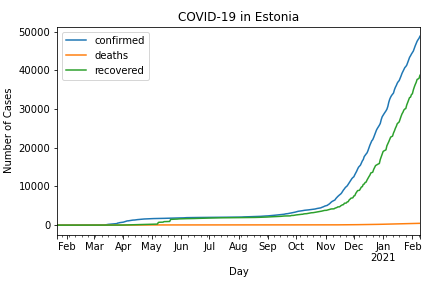 COVID-19 in Estonia
50000
40000
30000
20000
10000
0
Number of Cases
confirmed
deaths
recovered
Feb Mar Apr May Jun Jul Aug Sep Oct Nov Dec Jan Feb
2021
Day